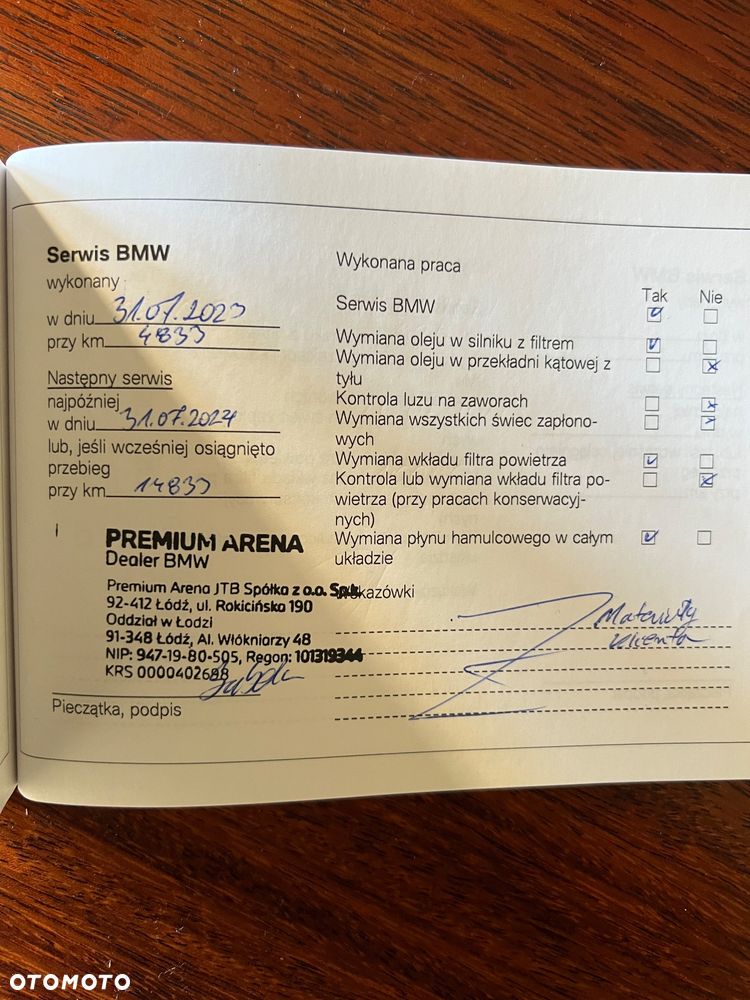 Serwis BMW
wykonany
w dniu 31.07.2023
przy km 4833
Następny serwis
najpóźniej
w dniu 31.07.2024
lub, jeśli wcześniej osiągnięto
przebieg
przy km 14833
PREMIUM ARENA
Dealer BMW
Premium Arena JTB Spółka z o.o. Sp.k.
92-412 Łódź, ul. Rokicińska 190
Oddział w Łodzi
91-348 Łódź, Al. Włókniarzy 48
NIP: 947-19-80-505, Regon: 101319344
KRS 0000402688
Pieczątka, podpis
Wykonana praca
Tak Nie
Serwis BMW
Wymiana oleju w silniku z filtrem
Wymiana oleju w przekładni kątowej z
tyłu
Kontrola luzu na zaworach
Wymiana wszystkich świec zapłono-
wych
Wymiana wkładu filtra powietrza
Kontrola lub wymiana wkładu filtra po-
wietrza (przy pracach konserwacyj-
nych)
Wymiana płynu hamulcowego w całym
układzie
Wskazówki
Materiały
klienta
OTOMOTO